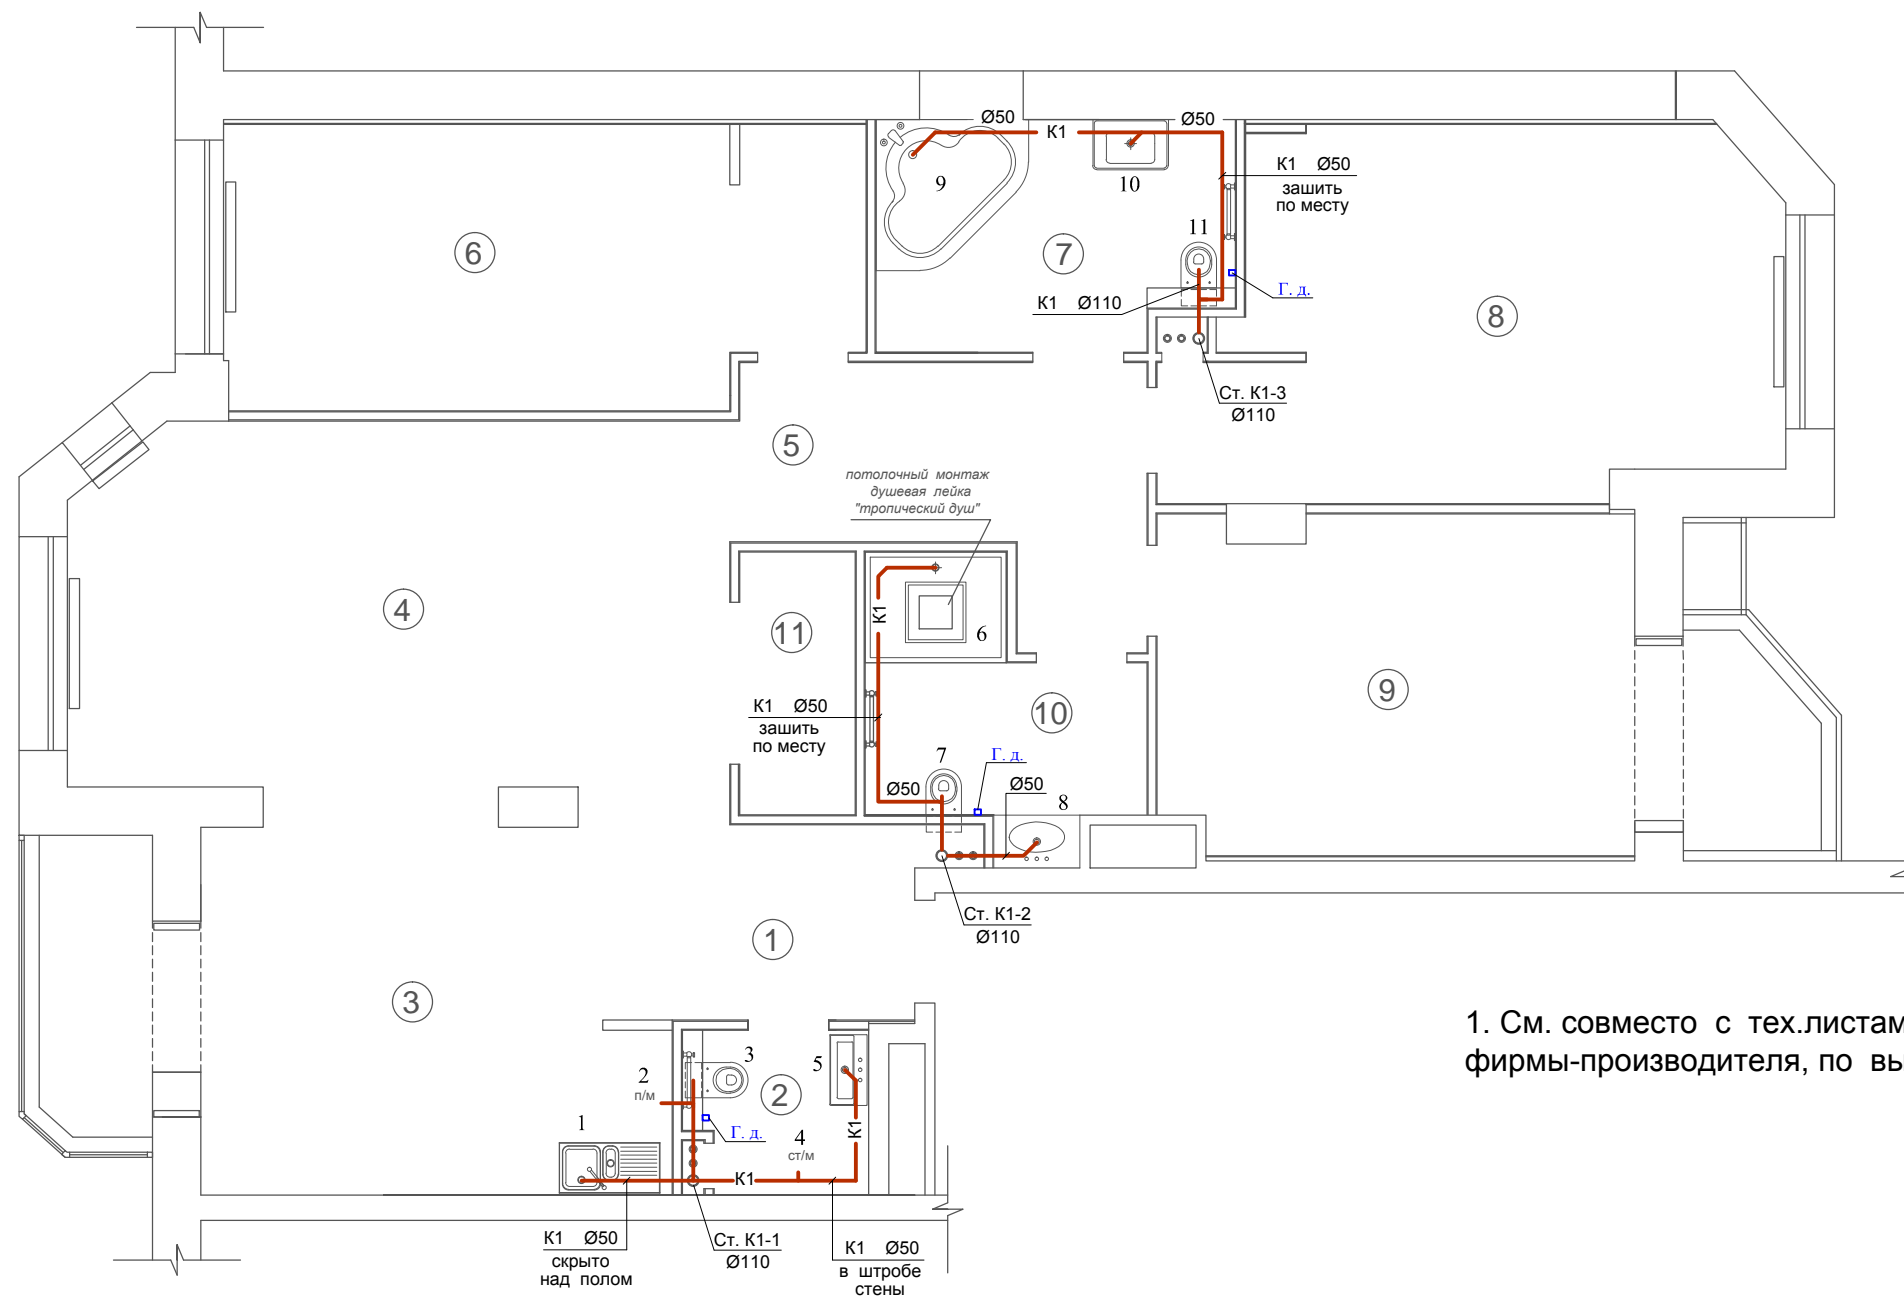 Ø50
К1
Ø50
К1 Ø50
зашить
по месту
9
10
11
6
7
8
Г. д.
К1 Ø110
Ст. К1-3
Ø110
5
потолочный монтаж
душевая лейка
"тропический душ"
4
К1
6
11
9
10
К1 Ø50
зашить
по месту
7
Г. д.
Ø50
Ø50
8
Ст. К1-2
Ø110
1
3
1. См. совместо с тех.листам
фирмы-производителя, по вы
3
5
2
п/м
2
К1
1
Г. д.
4
ст/м
К1
К1 Ø50
скрыто
над полом
Ст. К1-1
Ø110
К1 Ø50
в штробе
стены